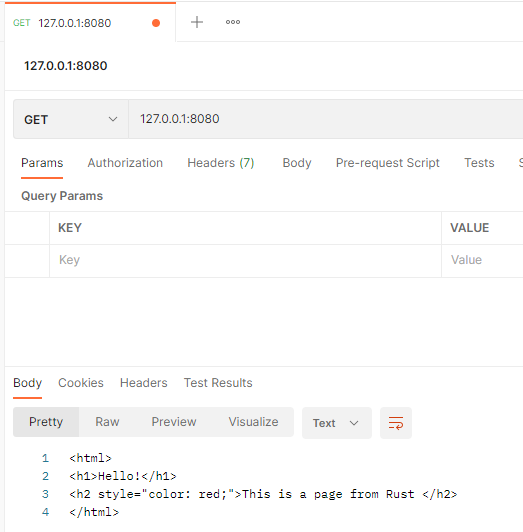 GET 127.0.0.1:8080
127.0.0.1:8080
GET 127.0.0.1:8080
Params Authorization Headers (7) Body Pre-request Script Tests S
Query Params
KEY VALUE
Key Value
Body Cookies Headers Test Results
Pretty Raw Preview Visualize Text
1 <html>
2 <h1>Hello!</h1>
3 <h2 style="color: red;">This is a page from Rust </h2>
4 </html>